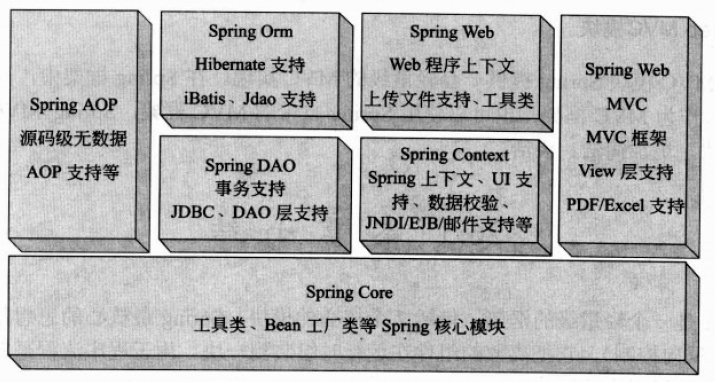 Spring AOP
源码级无数据
AOP 支持等
Spring Orm
Hibernate 支持
iBatis、Jdao 支持
Spring Web
Web 程序上下文
上传文件支持、工具类
Spring Web
MVC
MVC 框架
View 层支持
PDF/Excel 支持
Spring DAO
事务支持
JDBC、DAO 层支持
Spring Context
Spring 上下文、UI 支
持、数据校验、
JNDI/EJB/邮件支持等
Spring Core
工具类、Bean 工厂类等 Spring 核心模块